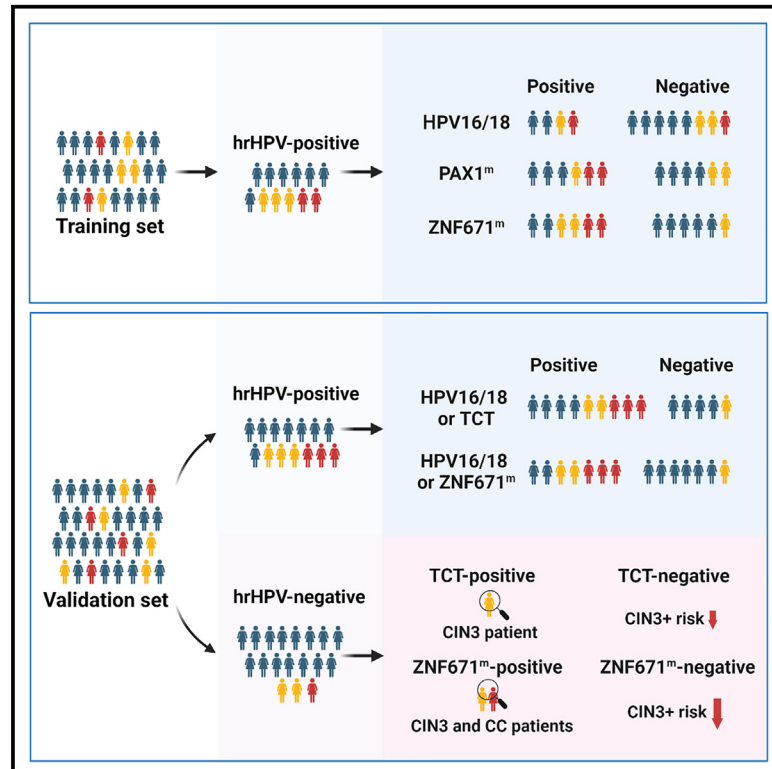 Positive Negative
hrHPV-positive
HPV16/18
PAX1ᵐ
ZNF671ᵐ
Training set
Positive Negative
hrHPV-positive
HPV16/18
or TCT
HPV16/18
or ZNF671ᵐ
Validation set
hrHPV-negative
TCT-positive TCT-negative
CIN3 patient CIN3+ risk
ZNF671ᵐ-positive ZNF671ᵐ-negative
CIN3 and CC patients CIN3+ risk